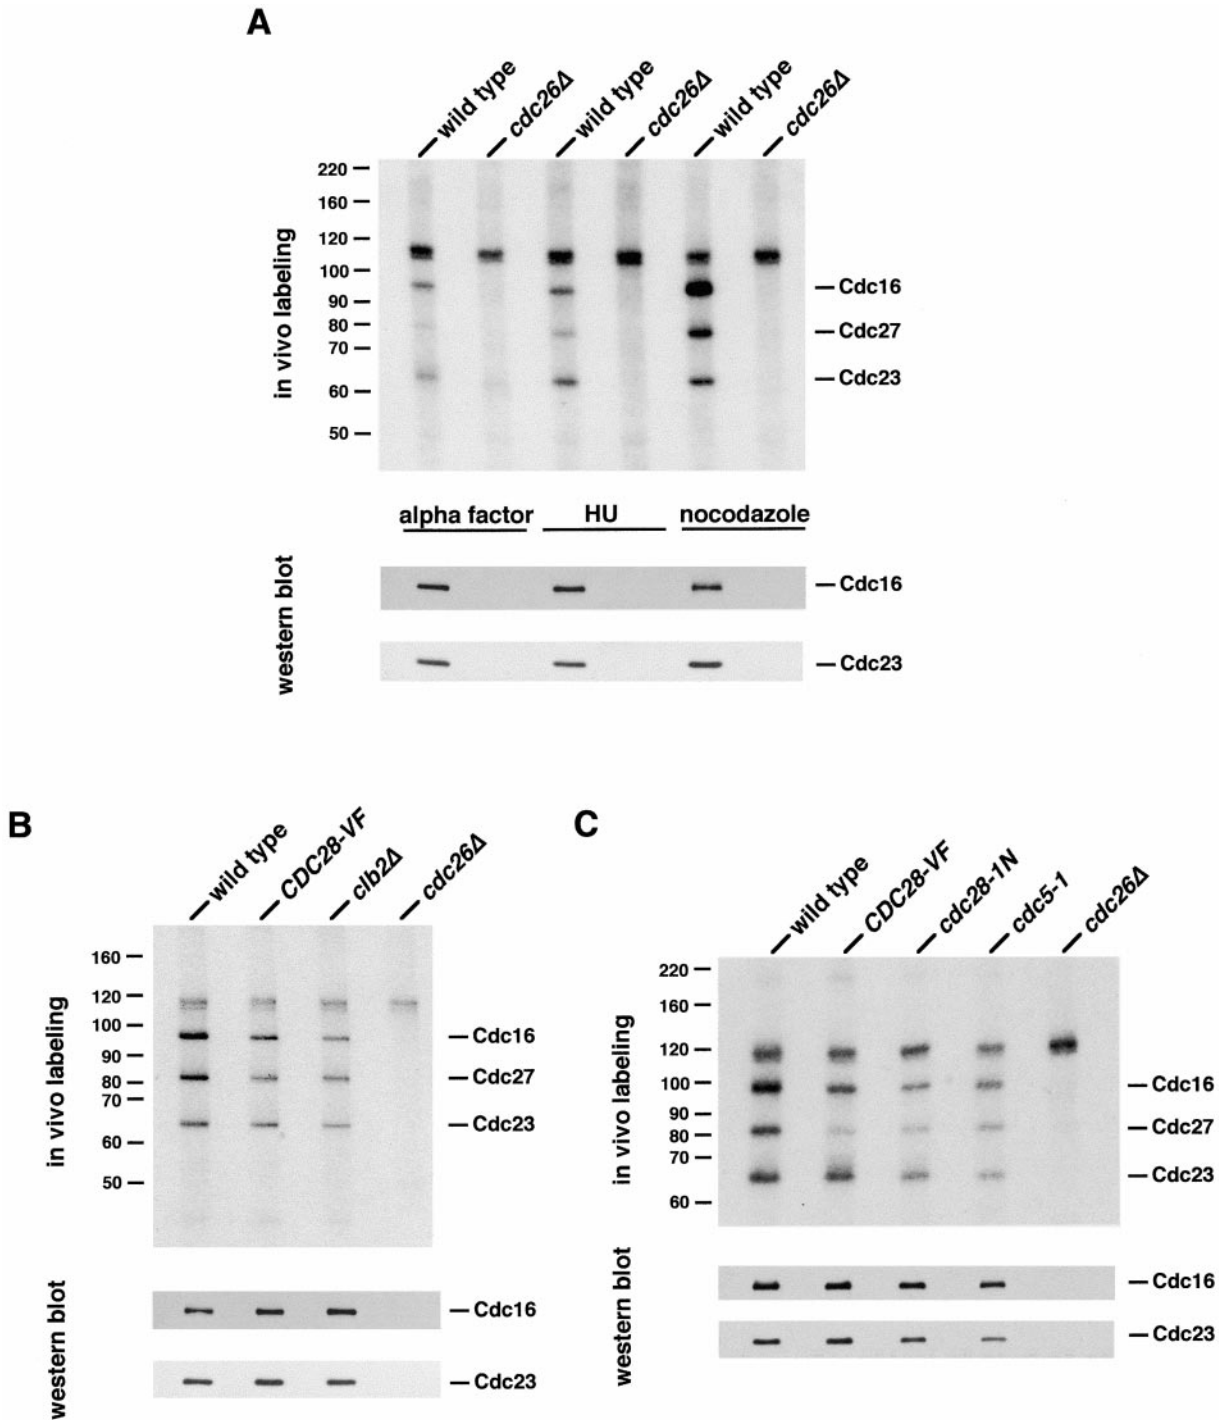 A
wild type
cdc26Δ
wild type
cdc26Δ
wild type
cdc26Δ
in vivo labeling
220
160
120
100
90
80
70
60
50
Cdc16
Cdc27
Cdc23
alpha factor
HU
nocodazole
western blot
Cdc16
Cdc23
B
wild type
CDC28-VF
clb2Δ
cdc26Δ
in vivo labeling
160
120
100
90
80
70
60
50
Cdc16
Cdc27
Cdc23
western blot
Cdc16
Cdc23
C
wild type
CDC28-VF
cdc28-1N
cdc5-1
cdc26Δ
in vivo labeling
220
160
120
100
90
80
70
60
Cdc16
Cdc27
Cdc23
western blot
Cdc16
Cdc23